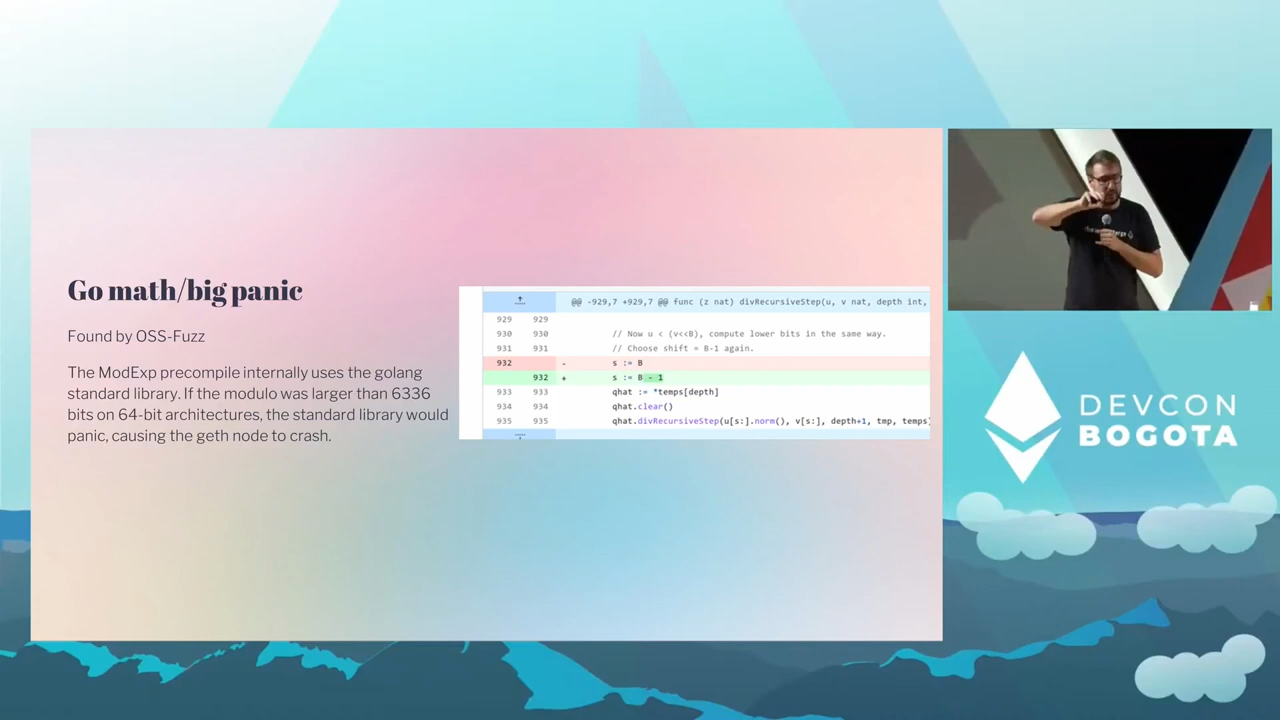 Go math/big panic
Found by OSS-Fuzz
The ModExp precompile internally uses the golang
standard library. If the modulo was larger than 6336
bits on 64-bit architectures, the standard library would
panic, causing the geth node to crash.
@@ -929,7 +929,7 @@ func (z nat) divRecursiveStep(u, v nat, depth int,
929 929
930 930 // Now u < (v<<B), compute lower bits in the same way.
931 931 // Choose shift = B-1 again.
932 - s := B
932 + s := B - 1
933 933 qhat := *temps[depth]
934 934 qhat.clear()
935 935 qhat.divRecursiveStep(u[s:].norm(), v[s:], depth+1, tmp, temps)
DEVCON
BOGOTA